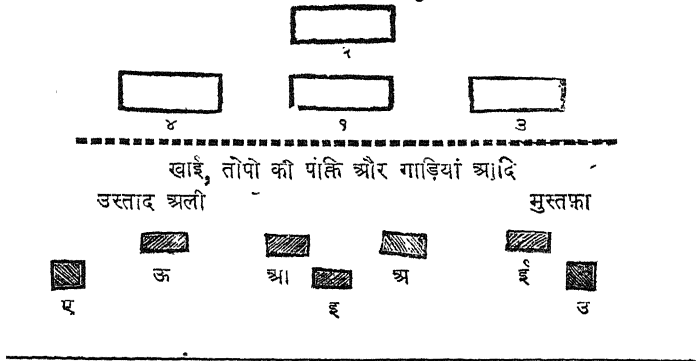 २
४ १ ३
खाई, तोपो की पंक्ति और गाड़ियां आदि
उस्ताद अली मुस्तफ़ा
ऊ आ अ ई
ए इ उ